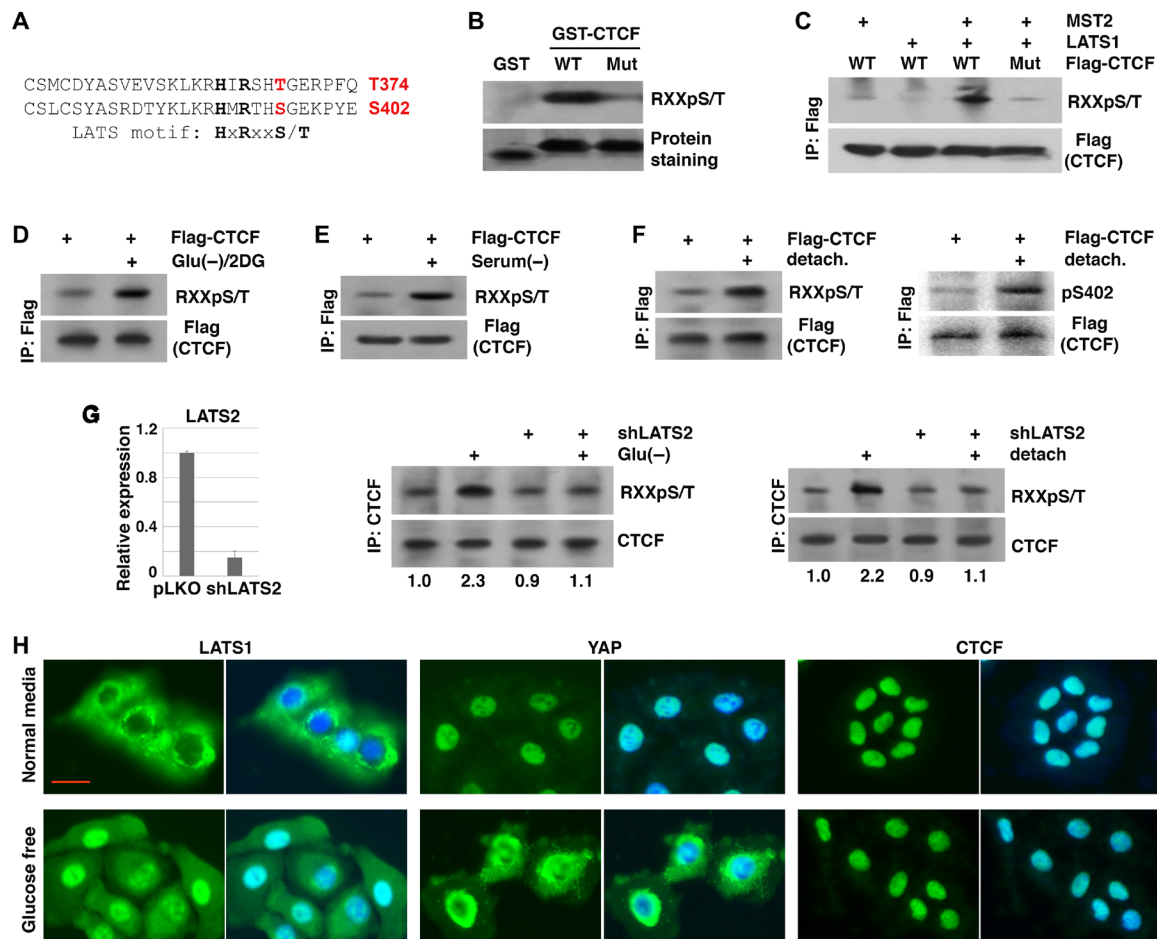 A
CSMCDYASVEVSKLKRHIRSHTGERPFQ T374
CSLCSYASRDTYKLKRHMRTHSGEKPYE S402
LATS motif: HxRxxS/T
B
GST-CTCF
GST WT Mut
RXXpS/T
Protein
staining
C
+ + + MST2
+ + + LATS1
WT WT WT Mut Flag-CTCF
IP: Flag
RXXpS/T
Flag
(CTCF)
D
+ + Flag-CTCF
+ Glu(−)/2DG
IP: Flag
RXXpS/T
Flag
(CTCF)
E
+ + Flag-CTCF
+ Serum(−)
IP: Flag
RXXpS/T
Flag
(CTCF)
F
+ + Flag-CTCF
+ detach.
IP: Flag
RXXpS/T
Flag
(CTCF)
+ + Flag-CTCF
+ detach.
IP: Flag
pS402
Flag
(CTCF)
G
LATS2
Relative expression
1.2
0.8
0.4
0
pLKO shLATS2
+ + shLATS2
+ + Glu(−)
IP: CTCF
RXXpS/T
CTCF
1.0 2.3 0.9 1.1
+ + shLATS2
+ + detach
IP: CTCF
RXXpS/T
CTCF
1.0 2.2 0.9 1.1
H
LATS1 YAP CTCF
Normal media
Glucose free